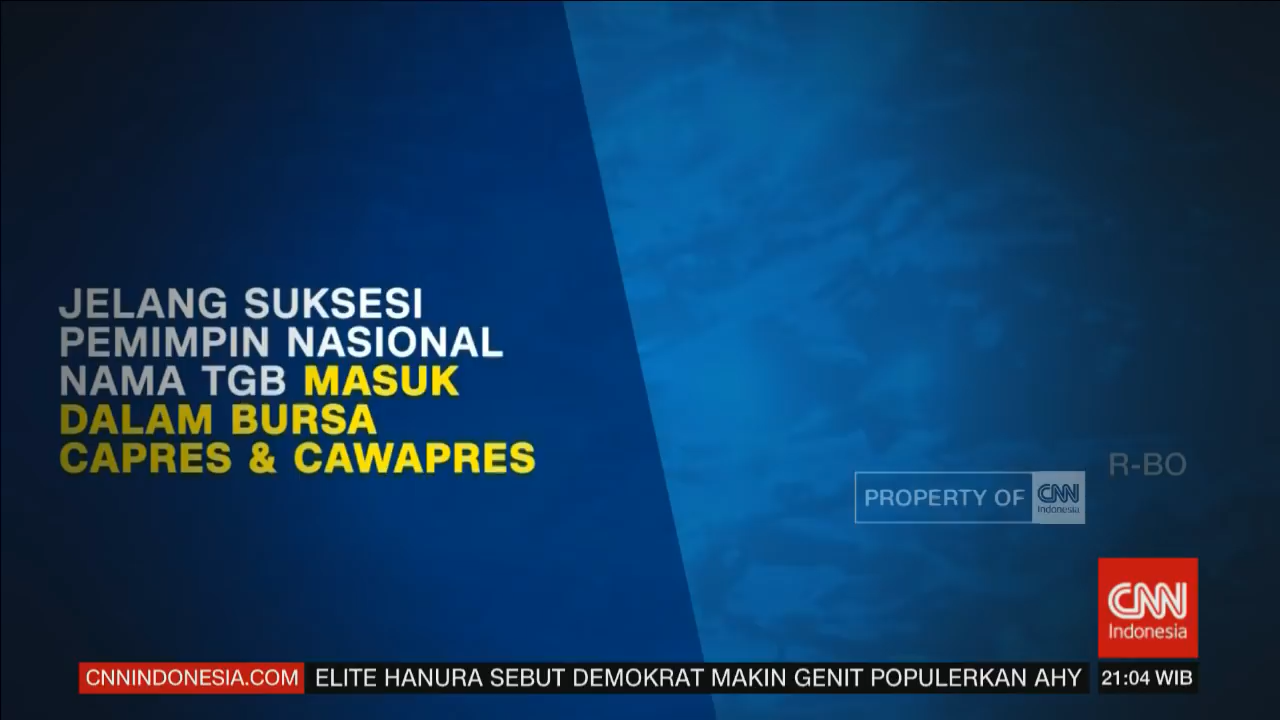 JELANG SUKSESI
PEMIMPIN NASIONAL
NAMA TGB MASUK
DALAM BURSA
CAPRES & CAWAPRES
R-BO
PROPERTY OF CNN Indonesia
CNN
Indonesia
CNNINDONESIA.COM ELITE HANURA SEBUT DEMOKRAT MAKIN GENIT POPULERKAN AHY 21:04 WIB